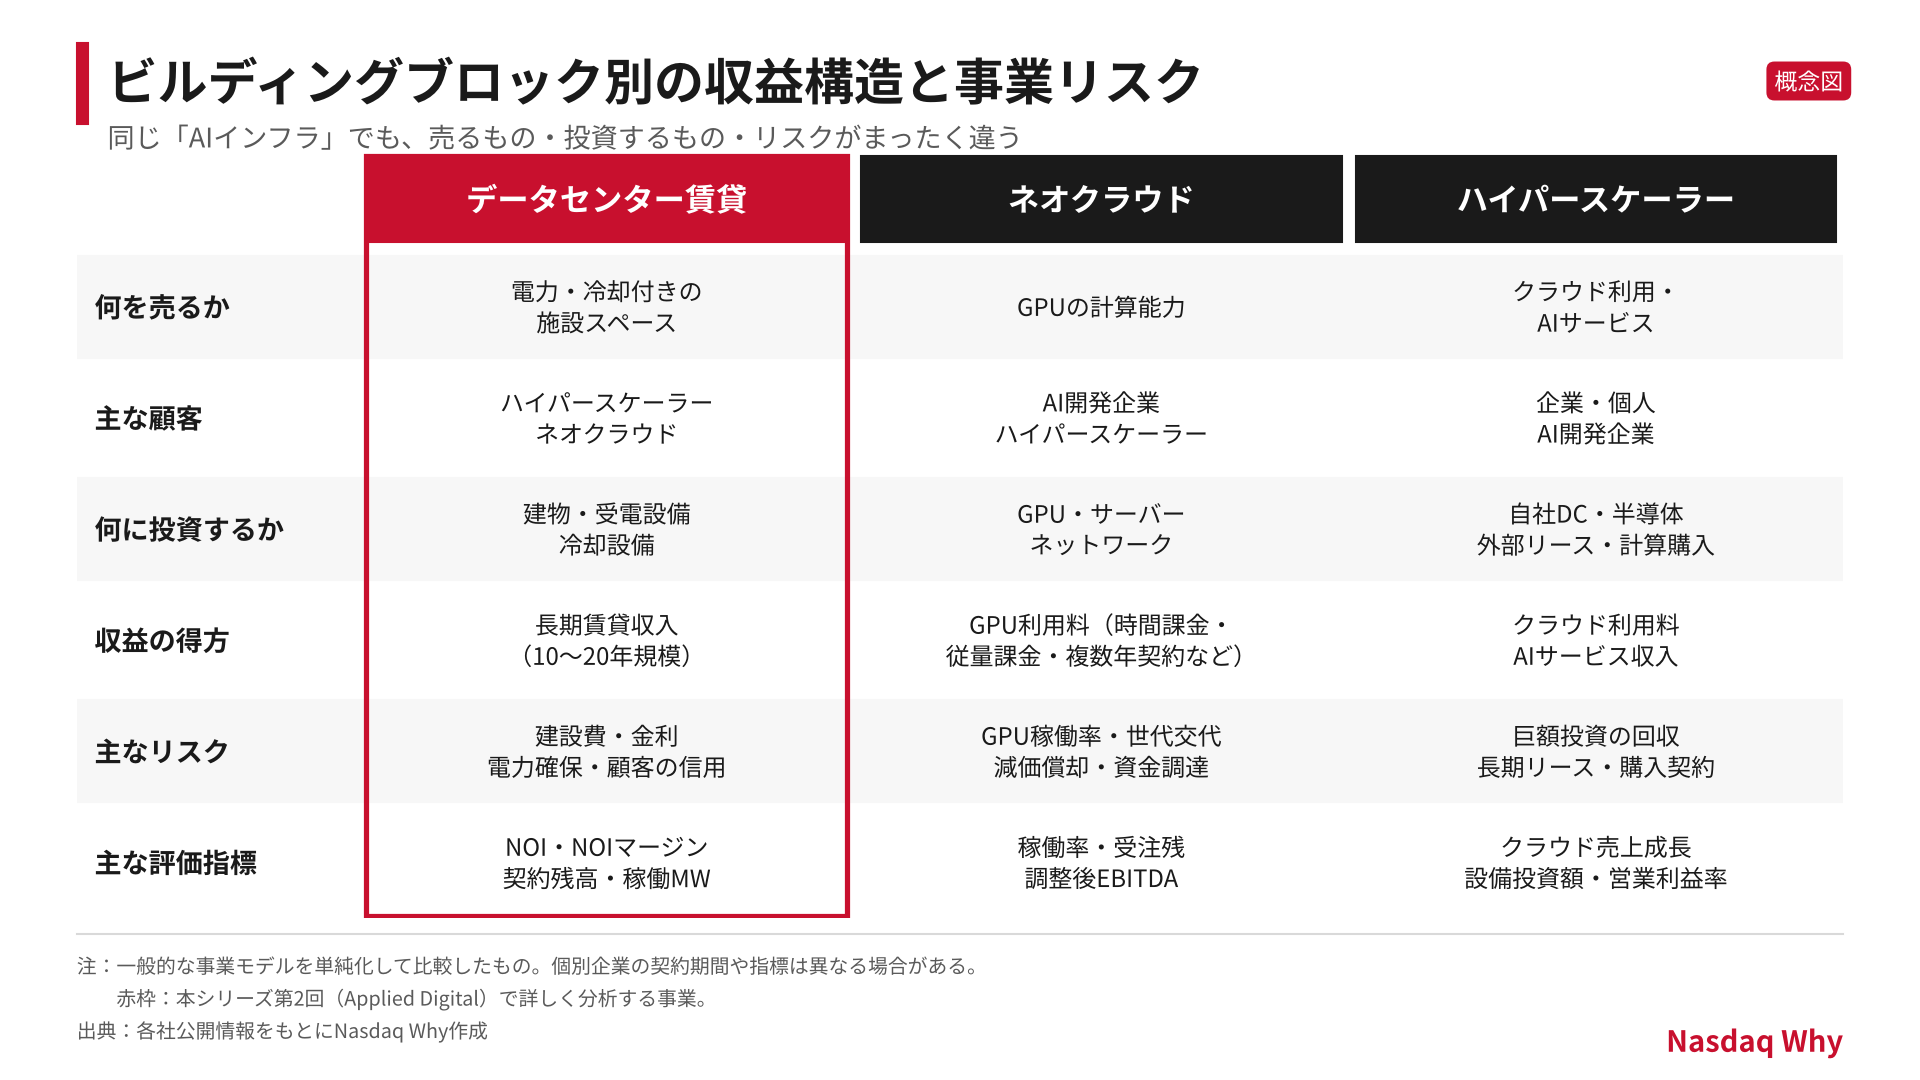 ビルディングブロック別の収益構造と事業リスク
概念図
同じ「AIインフラ」でも、売るもの・投資するもの・リスクがまったく違う
データセンター賃貸
ネオクラウド
ハイパースケーラー
何を売るか
電力・冷却付きの
施設スペース
GPUの計算能力
クラウド利用・
AIサービス
主な顧客
ハイパースケーラー
ネオクラウド
AI開発企業
ハイパースケーラー
企業・個人
AI開発企業
何に投資するか
建物・受電設備
冷却設備
GPU・サーバー
ネットワーク
自社DC・半導体
外部リース・計算購入
収益の得方
長期賃貸収入
（10〜20年規模）
GPU利用料（時間課金・
従量課金・複数年契約など）
クラウド利用料
AIサービス収入
主なリスク
建設費・金利
電力確保・顧客の信用
GPU稼働率・世代交代
減価償却・資金調達
巨額投資の回収
長期リース・購入契約
主な評価指標
NOI・NOIマージン
契約残高・稼働MW
稼働率・受注残
調整後EBITDA
クラウド売上成長
設備投資額・営業利益率
注：一般的な事業モデルを単純化して比較したもの。個別企業の契約期間や指標は異なる場合がある。
赤枠：本シリーズ第2回（Applied Digital）で詳しく分析する事業。
出典：各社公開情報をもとにNasdaq Why作成
Nasdaq Why